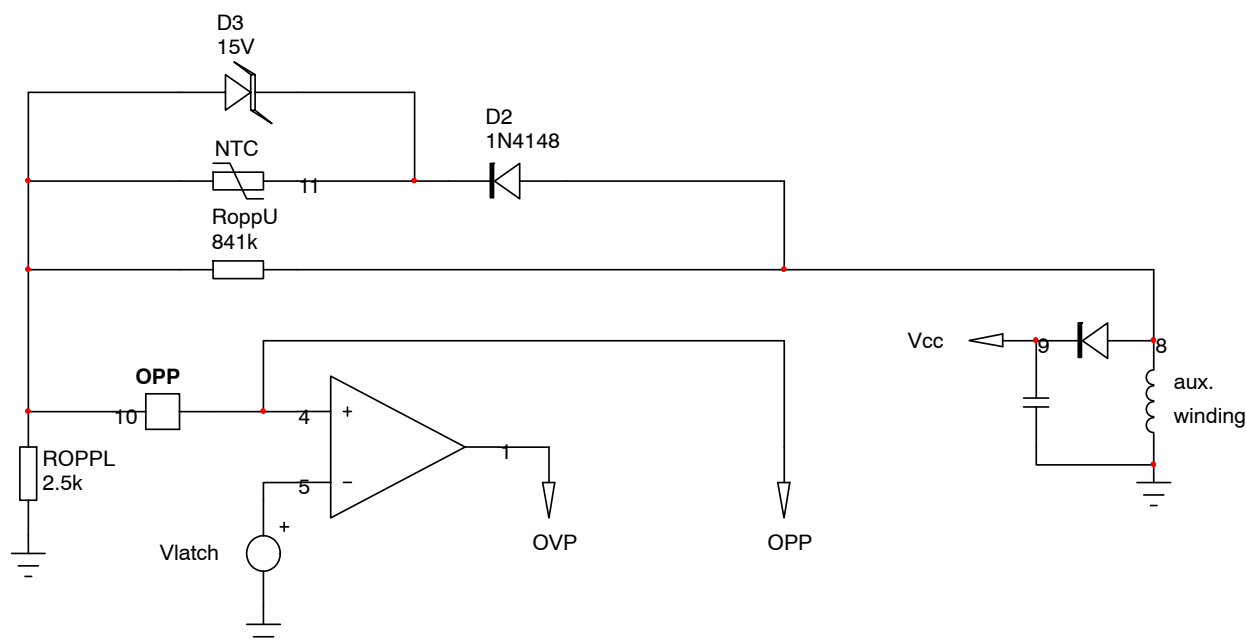 D3
15V
D2
1N4148
NTC
11
RoppU
841k
Vcc
9
8
aux.
winding
OPP
10
4
+
1
ROPPL
2.5k
5
−
+
Vlatch
OVP
OPP